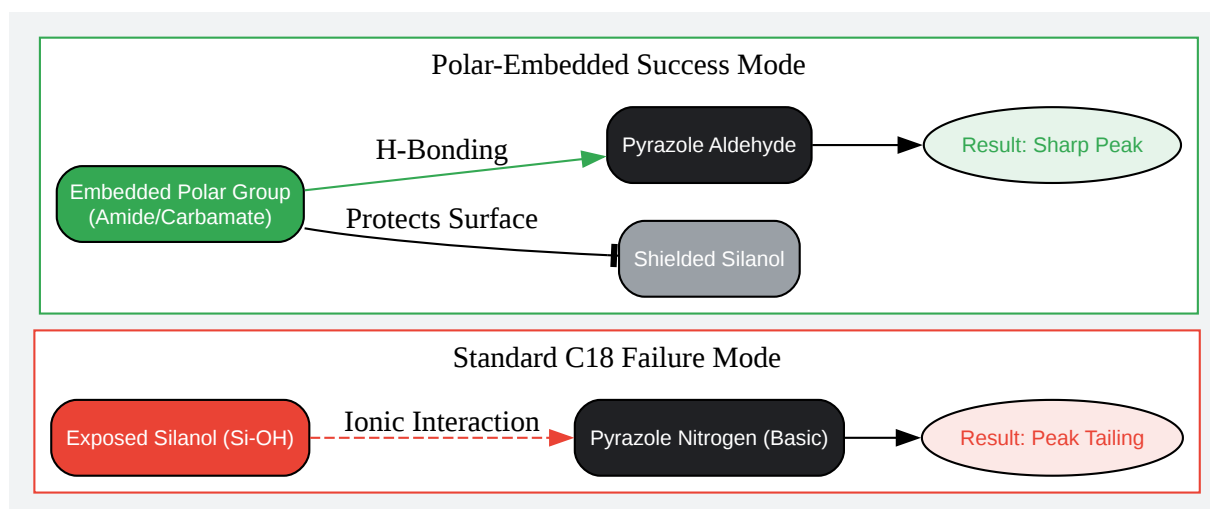 Polar-Embedded Success Mode
H-Bonding
Pyrazole Aldehyde
Result: Sharp Peak
Embedded Polar Group
(Amide/Carbamate)
Protects Surface
Shielded Silanol
Standard C18 Failure Mode
Exposed Silanol (Si-OH)
Ionic Interaction
Pyrazole Nitrogen (Basic)
Result: Peak Tailing